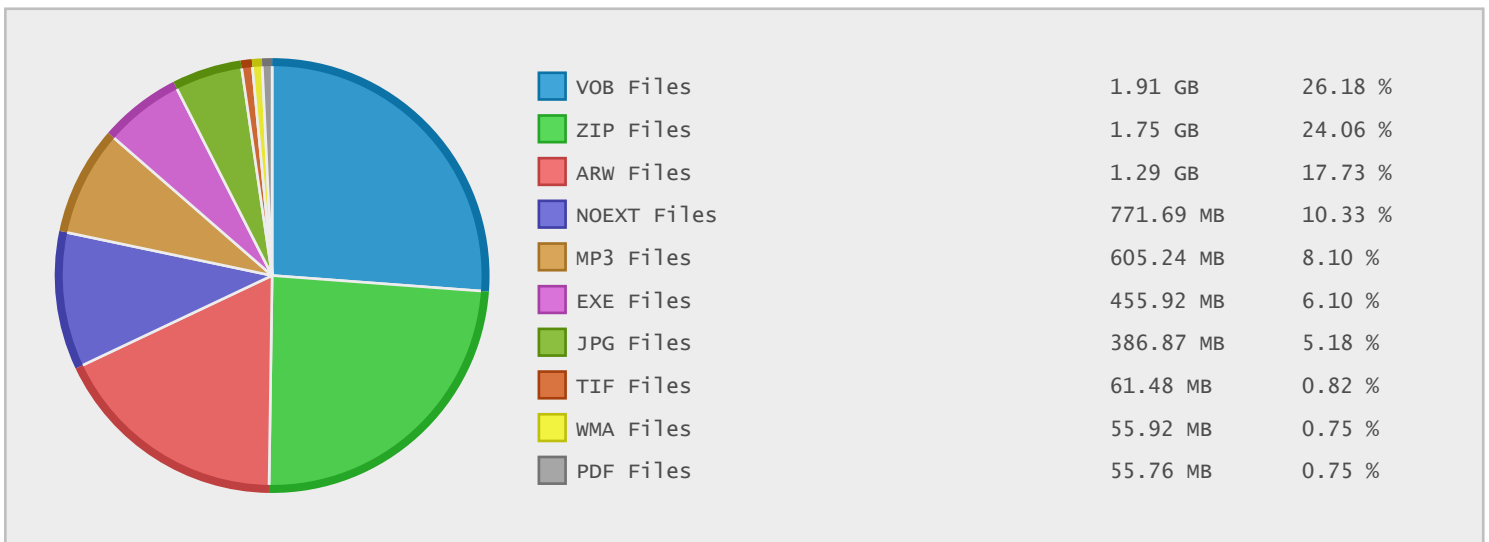 VOB Files 1.91 GB 26.18 %
ZIP Files 1.75 GB 24.06 %
ARW Files 1.29 GB 17.73 %
NOEXT Files 771.69 MB 10.33 %
MP3 Files 605.24 MB 8.10 %
EXE Files 455.92 MB 6.10 %
JPG Files 386.87 MB 5.18 %
TIF Files 61.48 MB 0.82 %
WMA Files 55.92 MB 0.75 %
PDF Files 55.76 MB 0.75 %